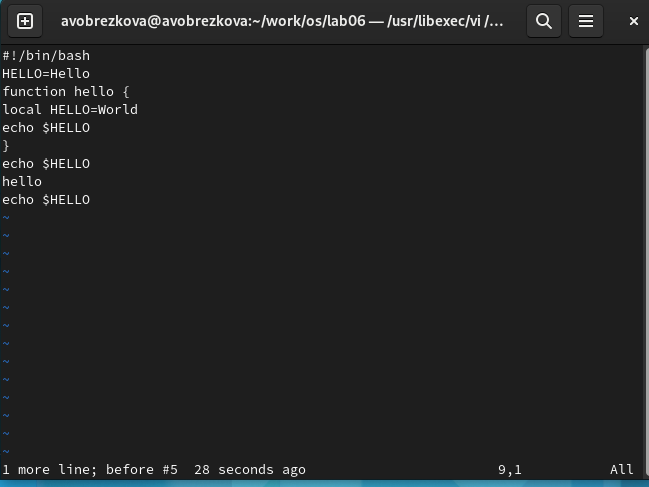 avobrezkova@avobrezkova:~/work/os/lab06 — /usr/libexec/vi /...
#!/bin/bash
HELLO=Hello
function hello {
local HELLO=World
echo $HELLO
}
echo $HELLO
hello
echo $HELLO
~
~
~
~
~
~
~
~
~
~
~
~
~
~
1 more line; before #5  28 seconds ago 9,1 All